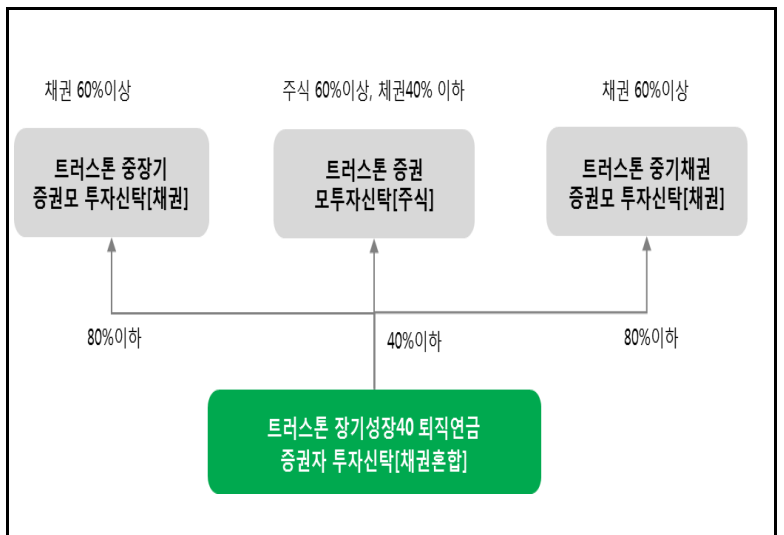 채권 60%이상
주식 60%이상, 체권40% 이하
채권 60%이상
트러스톤 중장기
증권모 투자신탁[채권]
트러스톤 증권
모투자신탁[주식]
트러스톤 중기채권
증권모 투자신탁[채권]
80%이하
40%이하
80%이하
트러스톤 장기성장40 퇴직연금
증권자 투자신탁[채권혼합]